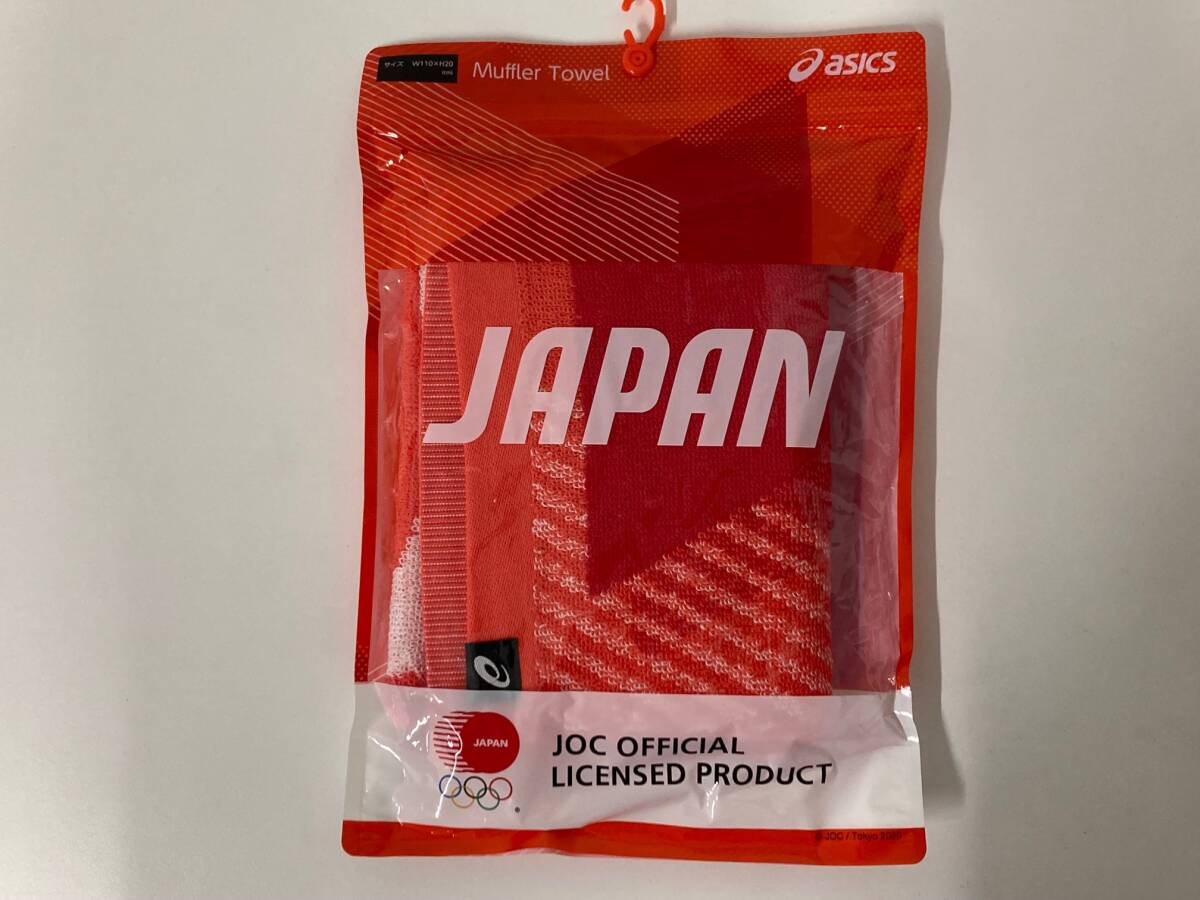 サイズ W110×H20
cm
Muffler Towel
asics
JAPAN
JAPAN
JOC OFFICIAL
LICENSED PRODUCT
© JOC / Tokyo 2020